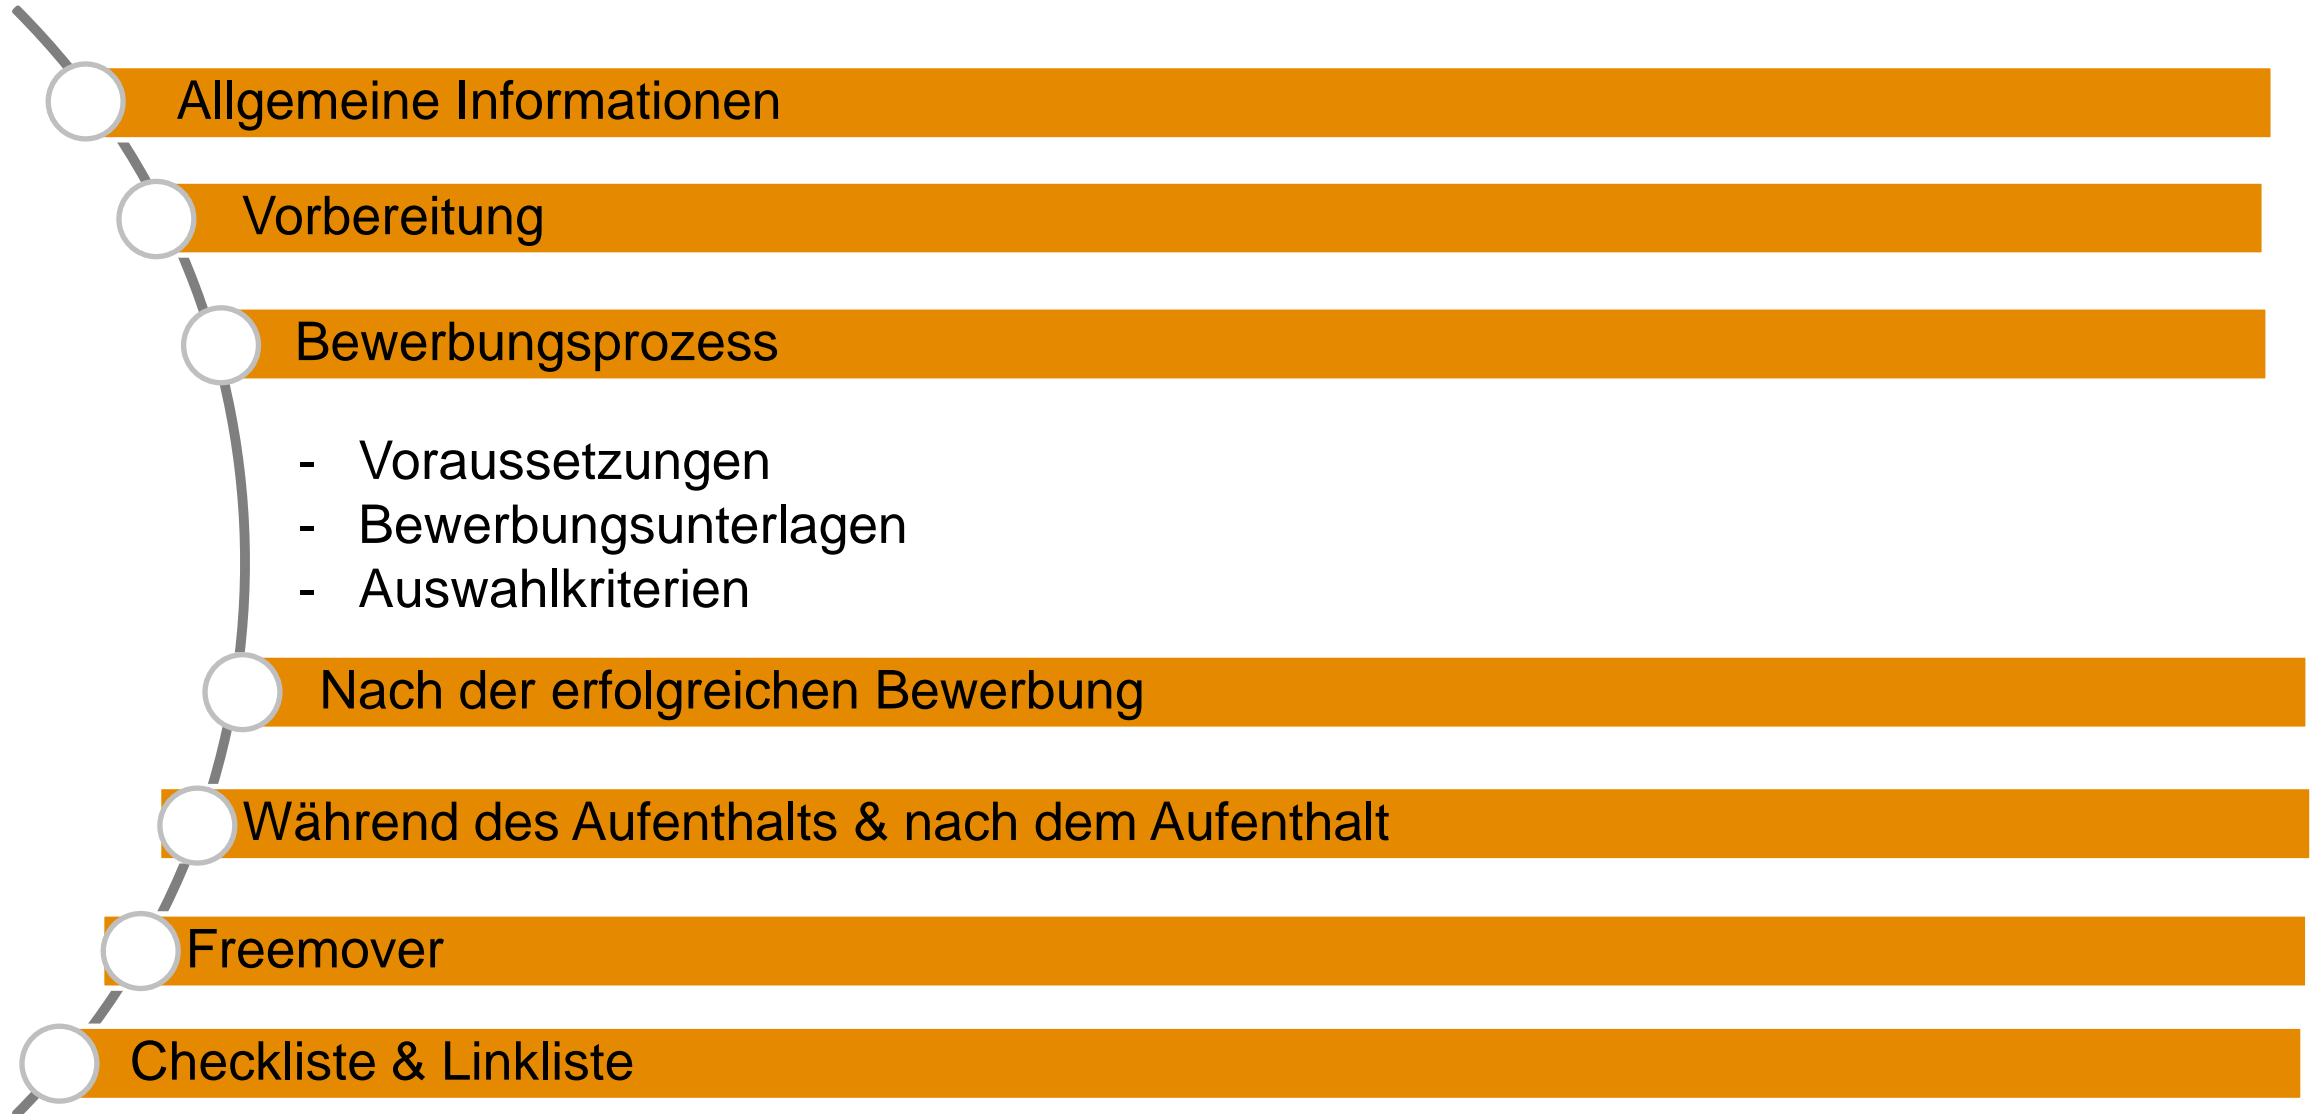 Allgemeine Informationen
Vorbereitung
Bewerbungsprozess
- Voraussetzungen
- Bewerbungsunterlagen
- Auswahlkriterien
Nach der erfolgreichen Bewerbung
Während des Aufenthalts & nach dem Aufenthalt
Freemover
Checkliste & Linkliste